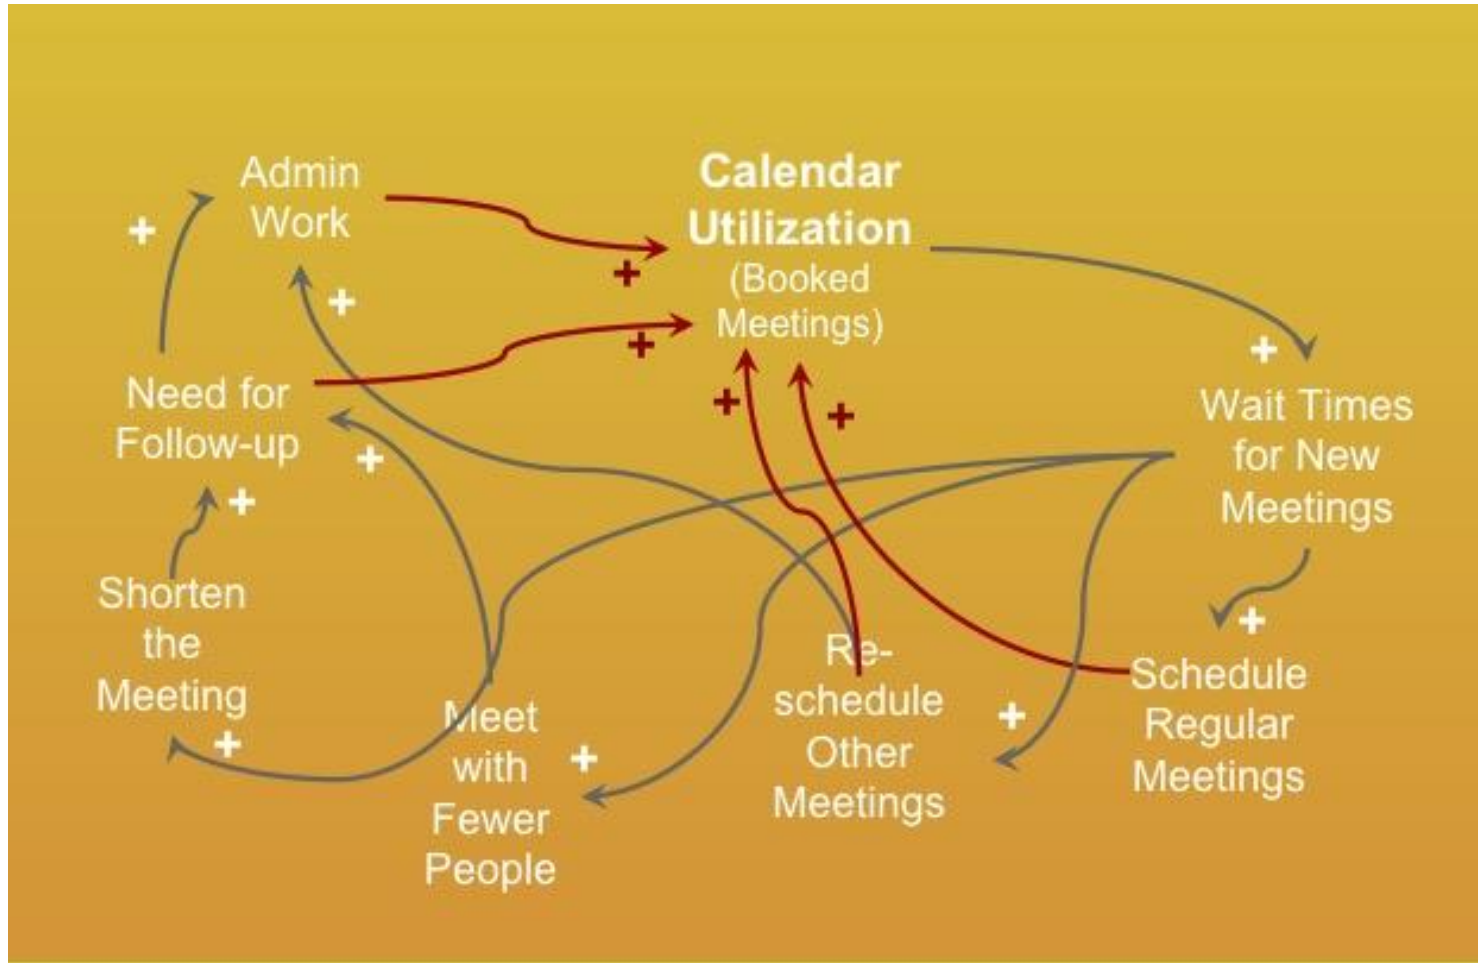 Admin
Work
Calendar
Utilization
(Booked
Meetings)
+
+
+
+
Need for
Follow-up
+
+
+
+
Wait Times
for New
Meetings
+
+
Shorten
the
Meeting
+
+
Meet
with
Fewer
People
+
Re-
schedule
Other
Meetings
+
Schedule
Regular
Meetings